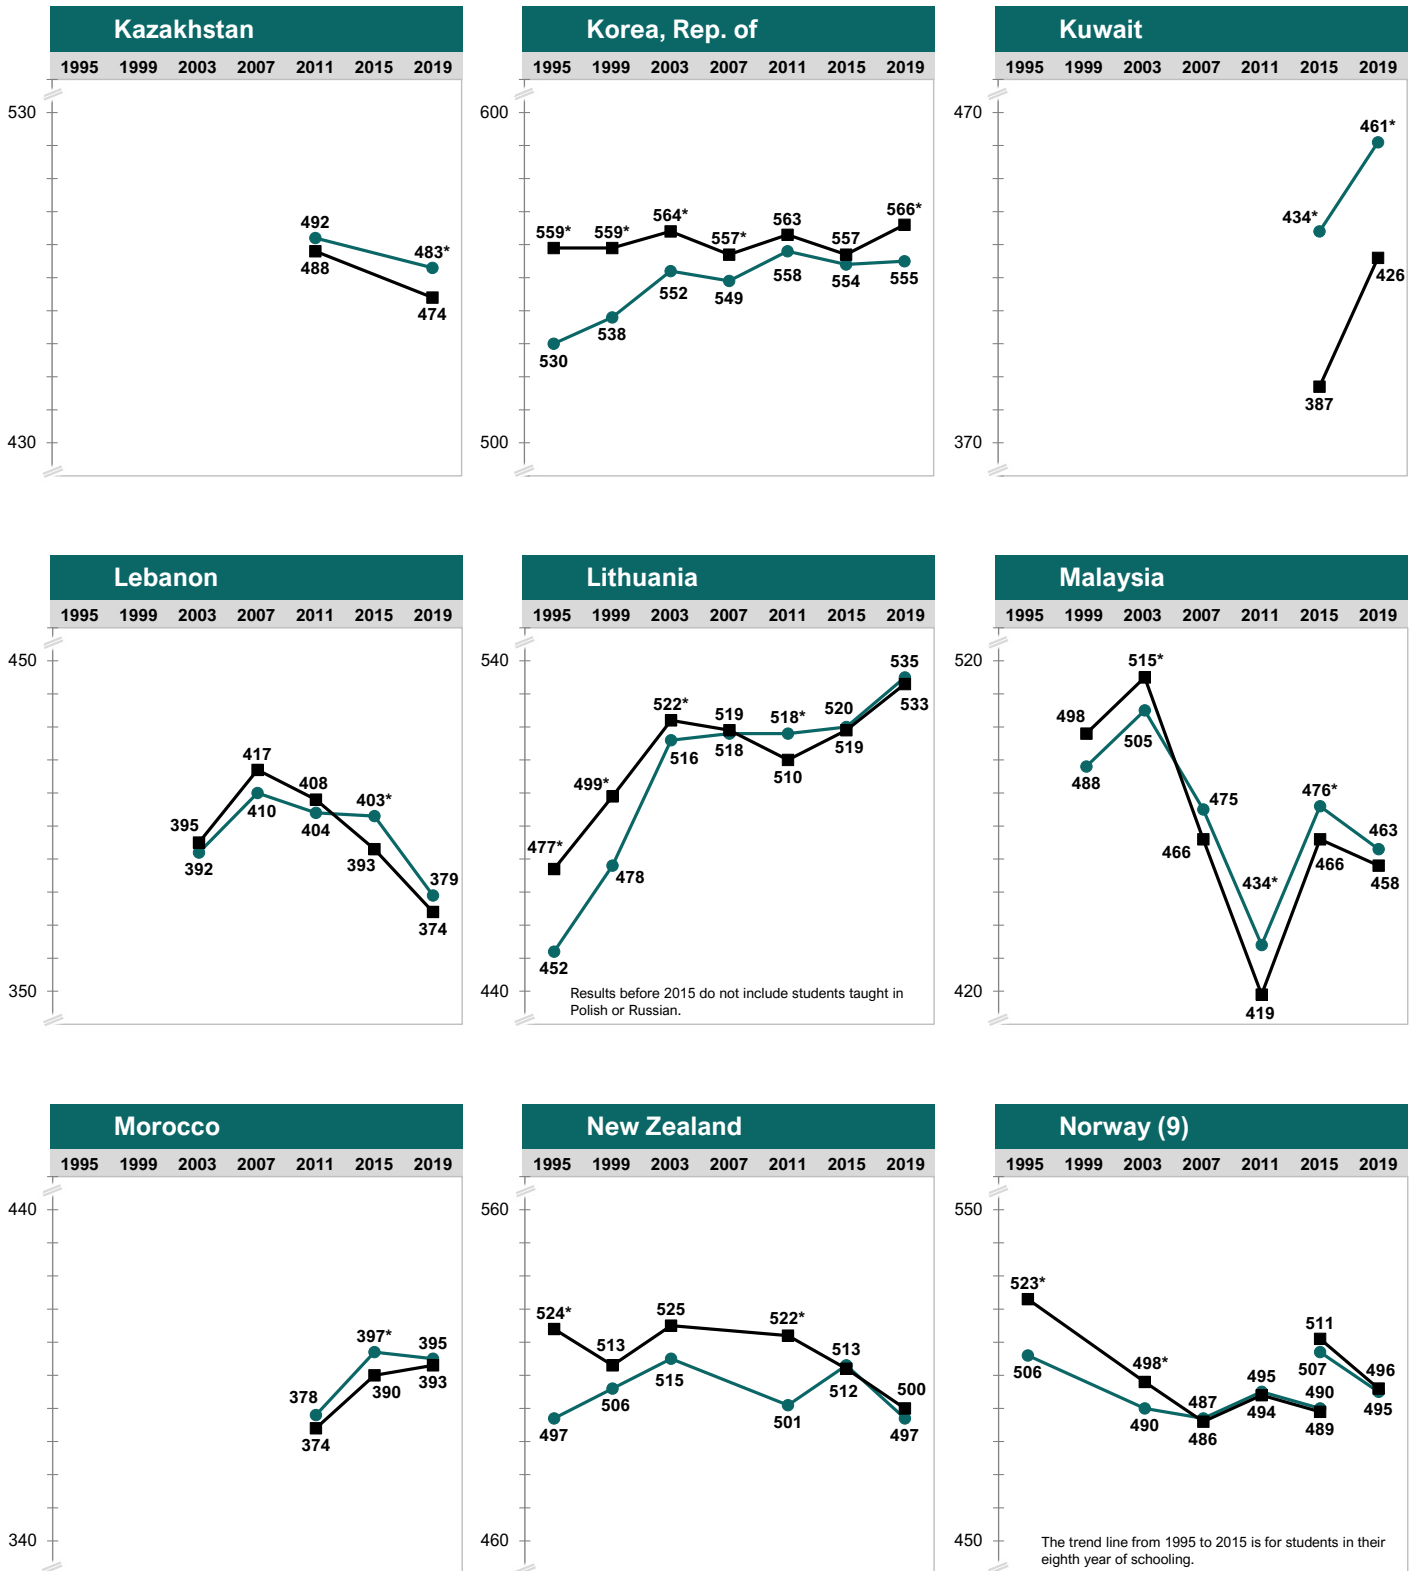 Kazakhstan
1995 1999 2003 2007 2011 2015 2019
530
492
483*
488
474
430
Korea, Rep. of
1995 1999 2003 2007 2011 2015 2019
600
559* 559* 564* 557* 563 557 566*
530 538 552 549 558 554 555
500
Kuwait
1995 1999 2003 2007 2011 2015 2019
470
461*
434*
426
387
370
Lebanon
1995 1999 2003 2007 2011 2015 2019
450
395 417 408 403* 379
392 410 404 393 374
350
Lithuania
1995 1999 2003 2007 2011 2015 2019
540
477* 499* 522* 519 518* 520 535
452 478 516 518 510 519 533
440
Results before 2015 do not include students taught in
Polish or Russian.
Malaysia
1995 1999 2003 2007 2011 2015 2019
520
498 515* 475 434* 476* 463
488 505 466 419 466 458
420
Morocco
1995 1999 2003 2007 2011 2015 2019
440
378 397* 395
374 390 393
340
New Zealand
1995 1999 2003 2007 2011 2015 2019
560
524* 513 525 522* 513 500
497 506 515 501 512 497
460
Norway (9)
1995 1999 2003 2007 2011 2015 2019
550
523* 498* 487 495 511 496
506 490 486 494 507 495
490
489
450
The trend line from 1995 to 2015 is for students in their
eighth year of schooling.